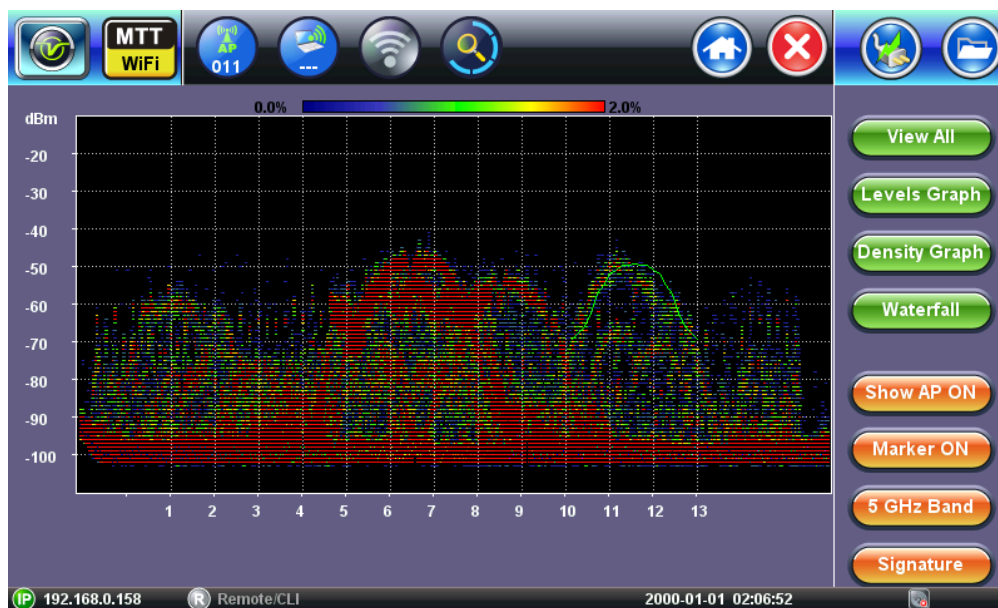 MTT
WiFi
AP
011
---
0.0%
2.0%
dBm
-20
-30
-40
-50
-60
-70
-80
-90
-100
1 2 3 4 5 6 7 8 9 10 11 12 13
View All
Levels Graph
Density Graph
Waterfall
Show AP ON
Marker ON
5 GHz Band
Signature
IP 192.168.0.158
R Remote/CLI
2000-01-01 02:06:52